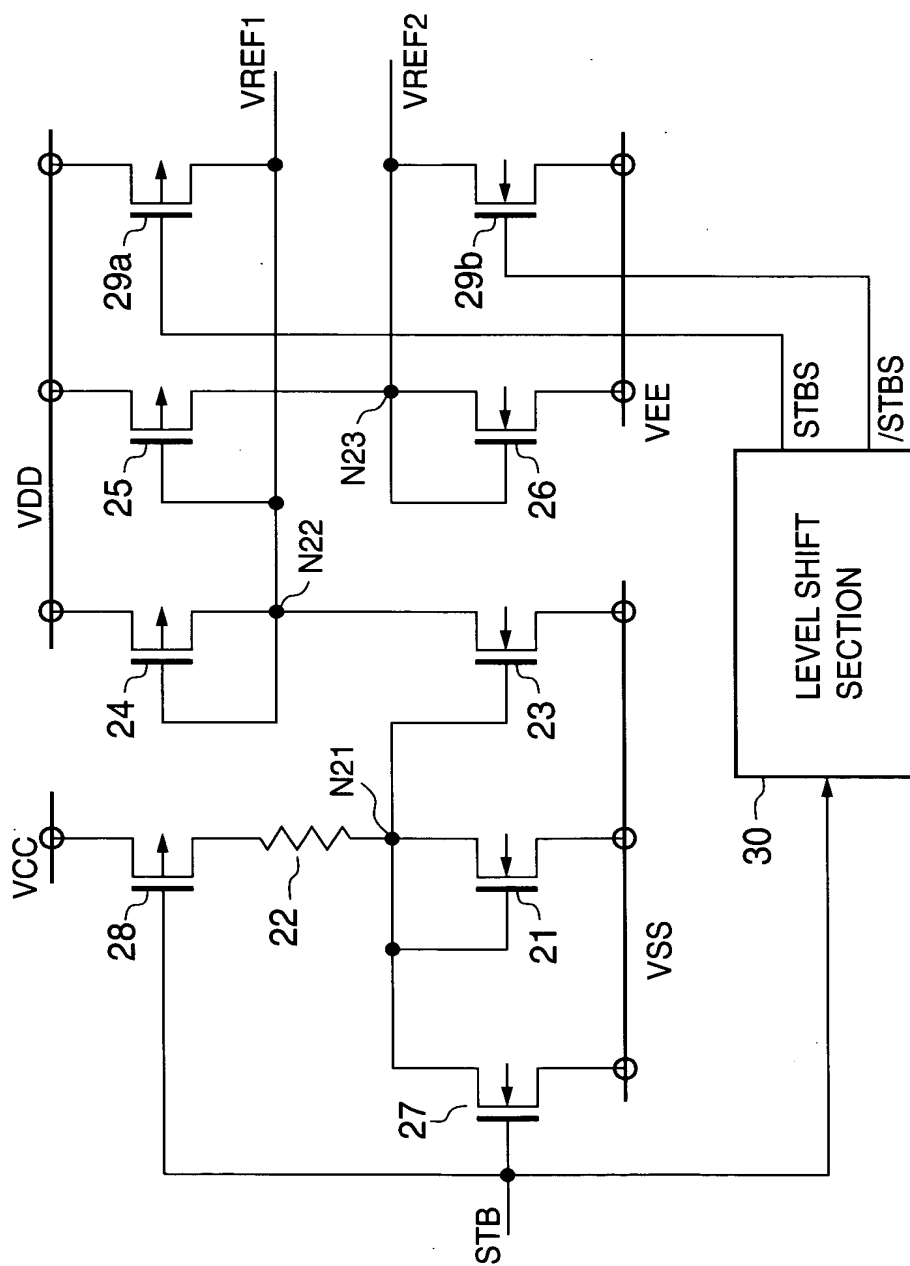 VCC
VDD
28
24
25
29a
VREF1
N22
22
N21
N23
VREF2
27
21
23
26
29b
STB
VSS
VEE
30
LEVEL SHIFT
SECTION
STBS
/STBS